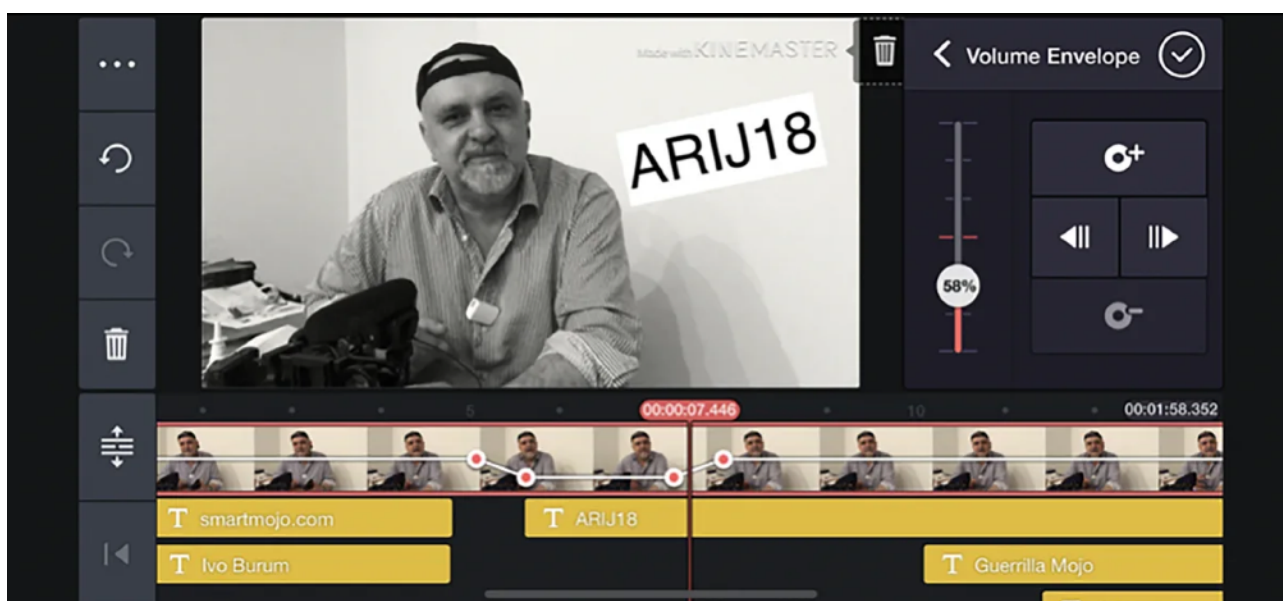 Made with KINEMASTER
Volume Envelope
ARIJ18
58%
5
00:00:07.446
10
00:01:58.352
T smartmojo.com
T ARIJ18
T Ivo Burum
T Guerrilla Mojo